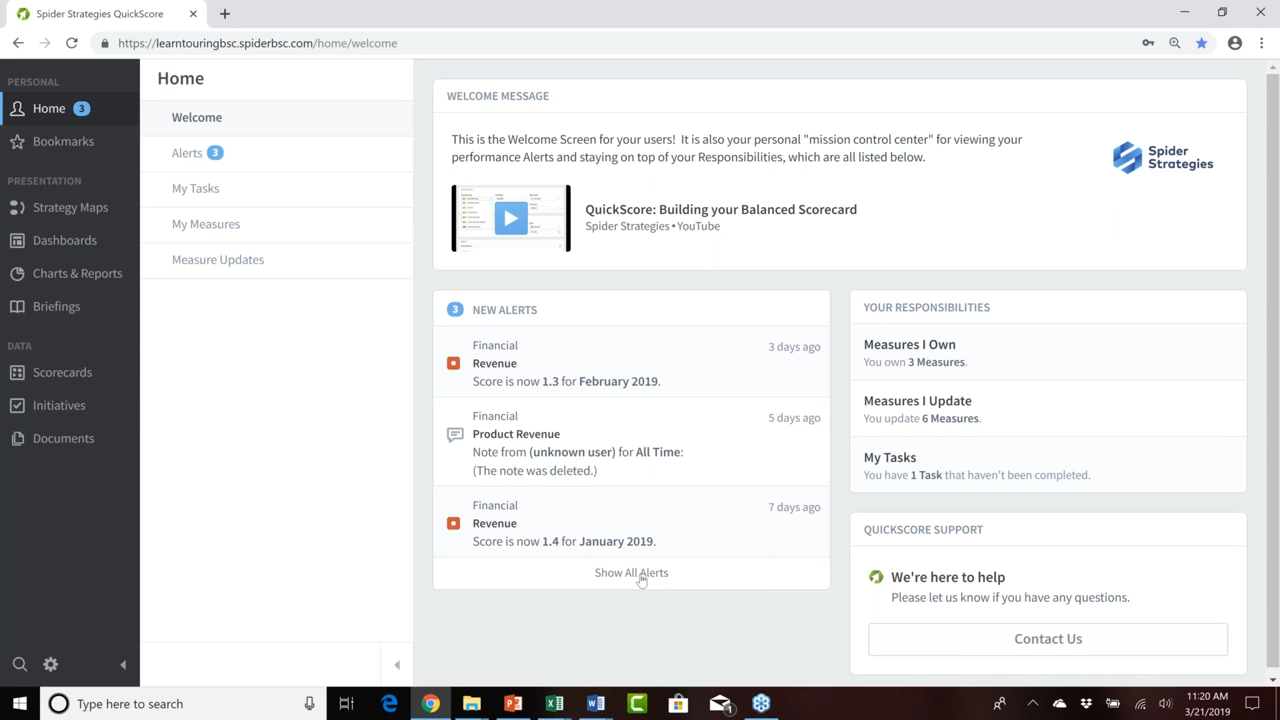 Spider Strategies QuickScore
https://learntouringbsc.spiderbsc.com/home/welcome
PERSONAL
Home 3
Bookmarks
PRESENTATION
Strategy Maps
Dashboards
Charts & Reports
Briefings
DATA
Scorecards
Initiatives
Documents
Home
Welcome
Alerts 3
My Tasks
My Measures
Measure Updates
WELCOME MESSAGE
This is the Welcome Screen for your users! It is also your personal "mission control center" for viewing your
performance Alerts and staying on top of your Responsibilities, which are all listed below.
Spider
Strategies
QuickScore: Building your Balanced Scorecard
Spider Strategies • YouTube
3 NEW ALERTS
Financial
3 days ago
Revenue
Score is now 1.3 for February 2019.
Financial
5 days ago
Product Revenue
Note from (unknown user) for All Time:
(The note was deleted.)
Financial
7 days ago
Revenue
Score is now 1.4 for January 2019.
Show All Alerts
YOUR RESPONSIBILITIES
Measures I Own
You own 3 Measures.
Measures I Update
You update 6 Measures.
My Tasks
You have 1 Task that haven't been completed.
QUICKSCORE SUPPORT
We're here to help
Please let us know if you have any questions.
Contact Us
Type here to search
11:20 AM
3/21/2019